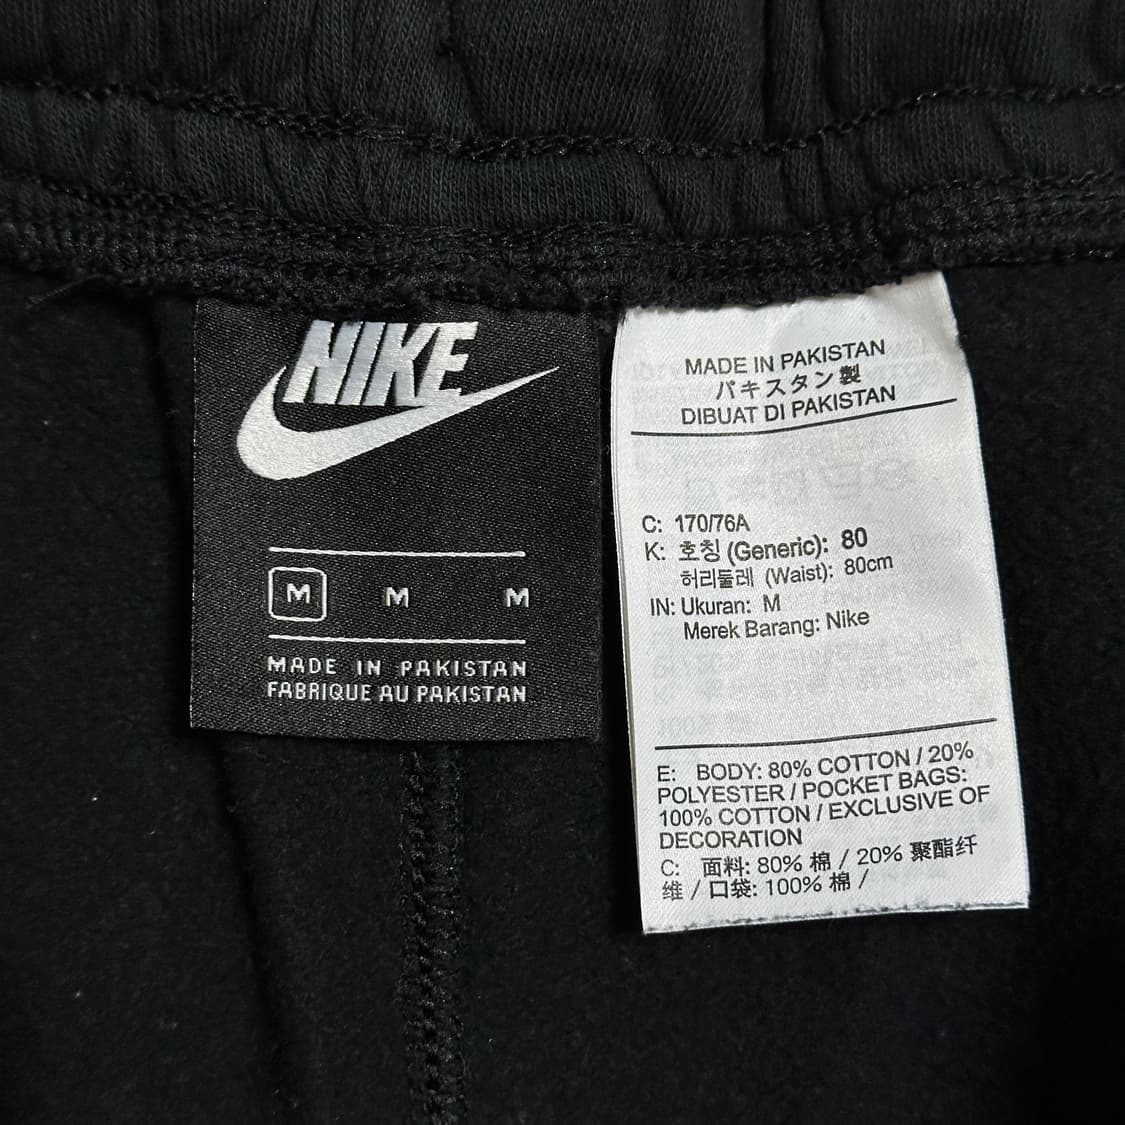 NIKE
M M M
MADE IN PAKISTAN
FABRIQUE AU PAKISTAN
MADE IN PAKISTAN
パキスタン製
DIBUAT DI PAKISTAN
C: 170/76A
K: 호칭 (Generic): 80
허리둘레 (Waist): 80cm
IN: Ukuran: M
Merek Barang: Nike
E: BODY: 80% COTTON / 20%
POLYESTER / POCKET BAGS:
100% COTTON / EXCLUSIVE OF
DECORATION
C: 面料: 80% 棉 / 20% 聚酯纤
维 / 口袋: 100% 棉 /